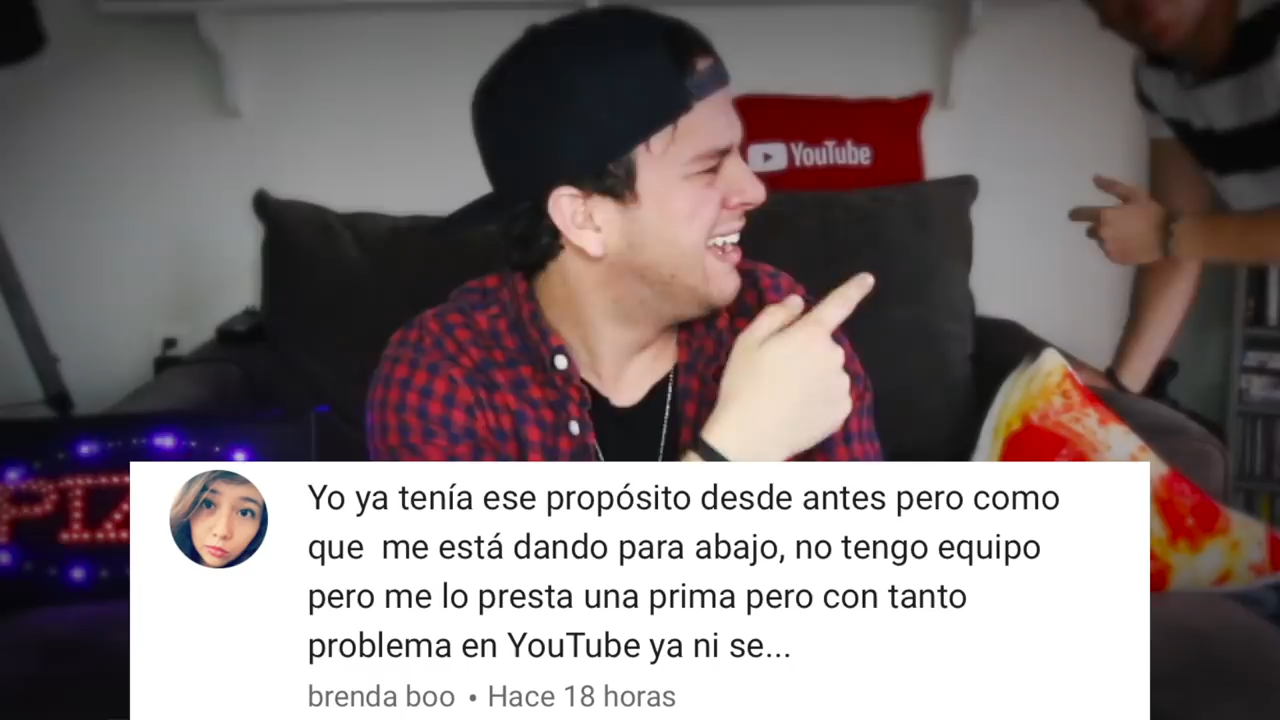 YouTube
PIZ
Yo ya tenía ese propósito desde antes pero como
que me está dando para abajo, no tengo equipo
pero me lo presta una prima pero con tanto
problema en YouTube ya ni se...
brenda boo • Hace 18 horas